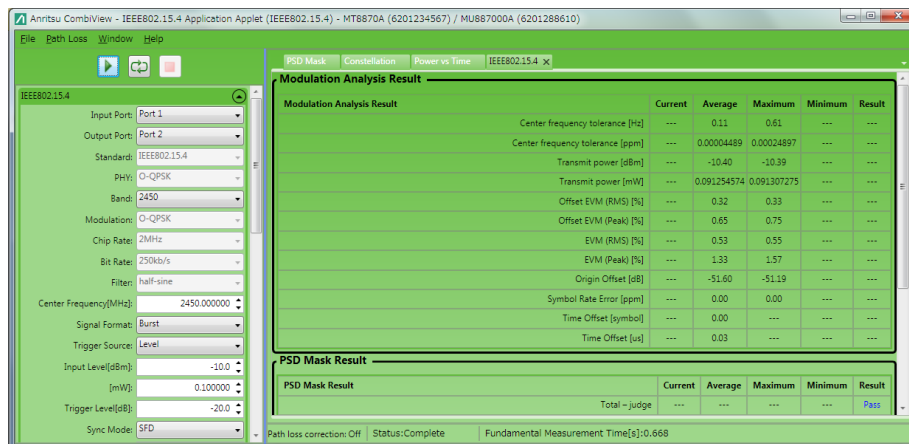 Anritsu CombiView - IEEE802.15.4 Application Applet (IEEE802.15.4) - MT8870A (6201234567) / MU887000A (6201288610)
File Path Loss Window Help
PSD Mask Constellation Power vs Time IEEE802.15.4 x
IEEE802.15.4
Input Port: Port 1
Output Port: Port 2
Standard: IEEE802.15.4
PHY: O-QPSK
Band: 2450
Modulation: O-QPSK
Chip Rate: 2MHz
Bit Rate: 250kb/s
Filter: half-sine
Center Frequency[MHz]: 2450.000000
Signal Format: Burst
Trigger Source: Level
Input Level[dBm]: -10.0
[mW]: 0.100000
Trigger Level[dB]: -20.0
Sync Mode: SFD
Modulation Analysis Result
Modulation Analysis Result Current Average Maximum Minimum Result
Center frequency tolerance [Hz] --- 0.11 0.61 --- ---
Center frequency tolerance [ppm] --- 0.00004489 0.00024897 --- ---
Transmit power [dBm] --- -10.40 -10.39 --- ---
Transmit power [mW] --- 0.091254574 0.091307275 --- ---
Offset EVM (RMS) [%] --- 0.32 0.33 --- ---
Offset EVM (Peak) [%] --- 0.65 0.75 --- ---
EVM (RMS) [%] --- 0.53 0.55 --- ---
EVM (Peak) [%] --- 1.33 1.57 --- ---
Origin Offset [dB] --- -51.60 -51.19 --- ---
Symbol Rate Error [ppm] --- 0.00 0.00 --- ---
Time Offset [symbol] --- 0.00 --- --- ---
Time Offset [us] --- 0.03 --- --- ---
PSD Mask Result
PSD Mask Result Current Average Maximum Minimum Result
Total – judge --- --- --- --- Pass
Path loss correction: Off Status:Complete Fundamental Measurement Time[s]:0.668